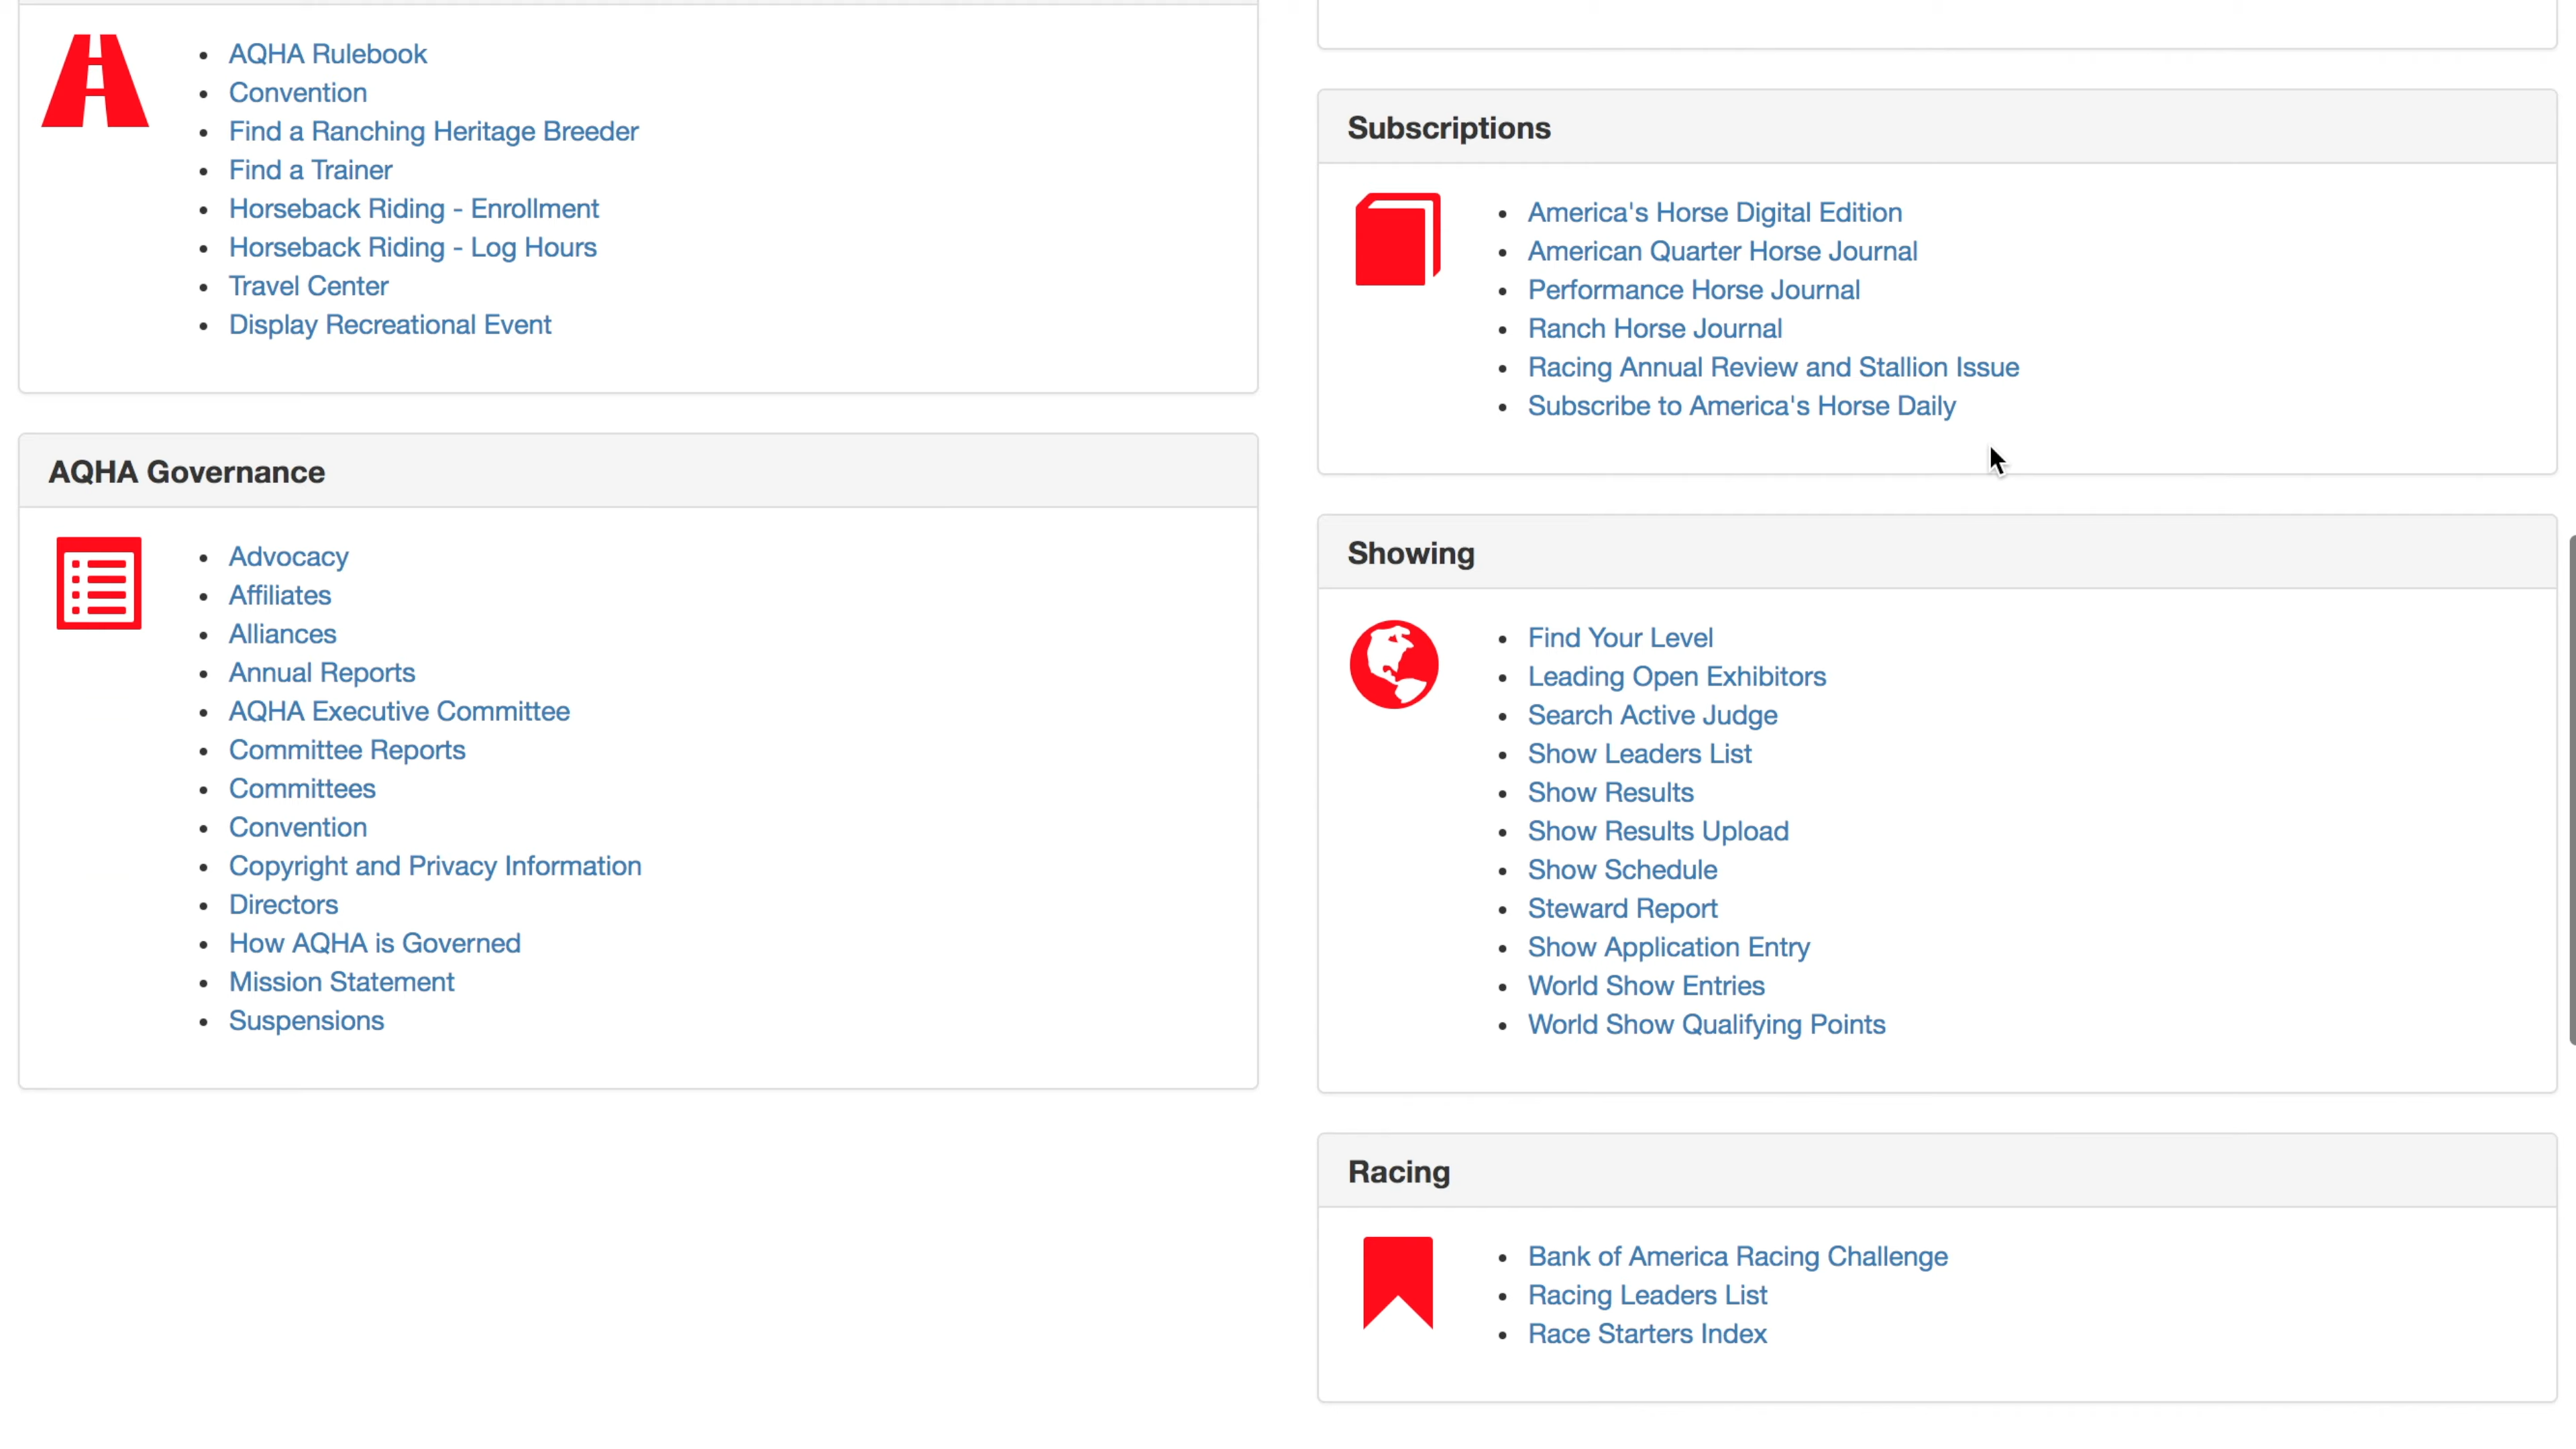 AQHA Rulebook
Convention
Find a Ranching Heritage Breeder
Find a Trainer
Horseback Riding - Enrollment
Horseback Riding - Log Hours
Travel Center
Display Recreational Event
AQHA Governance
Advocacy
Affiliates
Alliances
Annual Reports
AQHA Executive Committee
Committee Reports
Committees
Convention
Copyright and Privacy Information
Directors
How AQHA is Governed
Mission Statement
Suspensions
Subscriptions
America's Horse Digital Edition
American Quarter Horse Journal
Performance Horse Journal
Ranch Horse Journal
Racing Annual Review and Stallion Issue
Subscribe to America's Horse Daily
Showing
Find Your Level
Leading Open Exhibitors
Search Active Judge
Show Leaders List
Show Results
Show Results Upload
Show Schedule
Steward Report
Show Application Entry
World Show Entries
World Show Qualifying Points
Racing
Bank of America Racing Challenge
Racing Leaders List
Race Starters Index